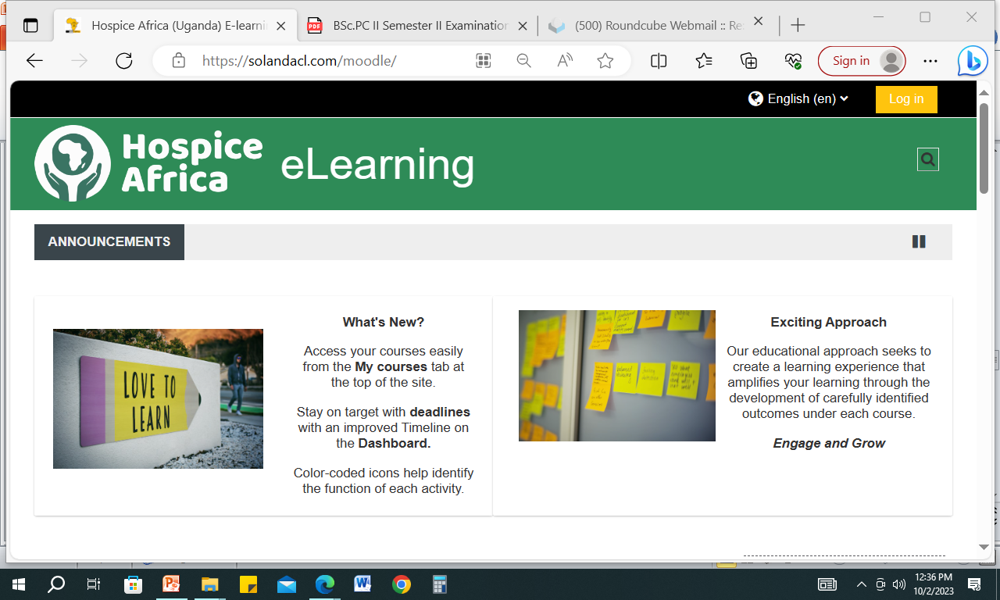 Hospice Africa (Uganda) E-learni
BSc.PC II Semester II Examination
(500) Roundcube Webmail :: Re
https://solandacl.com/moodle/
Sign in
English (en)
Log in
Hospice
Africa
eLearning
ANNOUNCEMENTS
LOVE TO
LEARN
What's New?
Access your courses easily
from the My courses tab at
the top of the site.
Stay on target with deadlines
with an improved Timeline on
the Dashboard.
Color-coded icons help identify
the function of each activity.
Exciting Approach
Our educational approach seeks to
create a learning experience that
amplifies your learning through the
development of carefully identified
outcomes under each course.
Engage and Grow
12:36 PM
10/2/2023